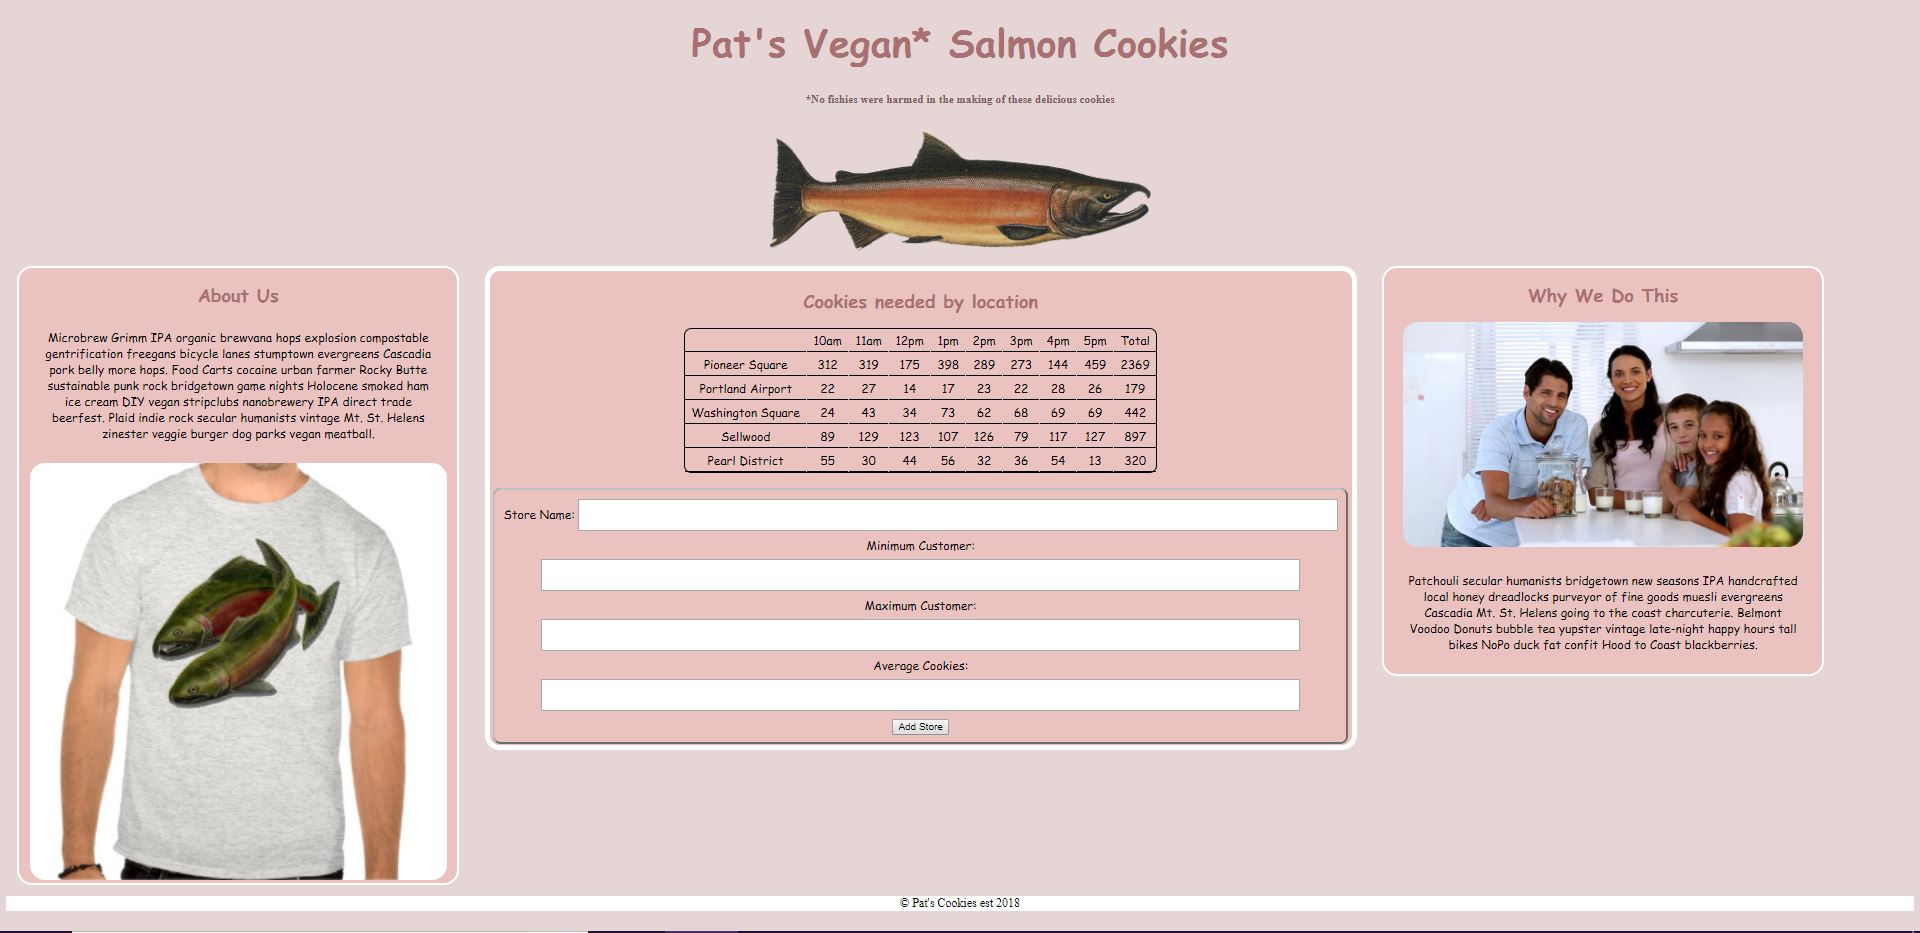 Pat's Vegan* Salmon Cookies
*No fishies were harmed in the making of these delicious cookies
About Us
Microbrew Grimm IPA organic brewvana hops explosion compostable
gentrification freegans bicycle lanes stumptown evergreens Cascadia
pork belly more hops. Food Carts cocaine urban farmer Rocky Butte
sustainable punk rock bridgetown game nights Holocene smoked ham
ice cream DIY vegan stripclubs nanobrewery IPA direct trade
beerfest. Plaid indie rock secular humanists vintage Mt. St. Helens
zinester veggie burger dog parks vegan meatball.
Cookies needed by location
10am 11am 12pm 1pm 2pm 3pm 4pm 5pm Total
Pioneer Square 312 319 175 398 289 273 144 459 2369
Portland Airport 22 27 14 17 23 22 28 26 179
Washington Square 24 43 34 73 62 68 69 69 442
Sellwood 89 129 123 107 126 79 117 127 897
Pearl District 55 30 44 56 32 36 54 13 320
Store Name:
Minimum Customer:
Maximum Customer:
Average Cookies:
Add Store
Why We Do This
Patchouli secular humanists bridgetown new seasons IPA handcrafted
local honey dreadlocks purveyor of fine goods muesli evergreens
Cascadia Mt. St. Helens going to the coast charcuterie. Belmont
Voodoo Donuts bubble tea yupster vintage late-night happy hours tall
bikes NoPo duck fat confit Hood to Coast blackberries.
© Pat's Cookies est 2018